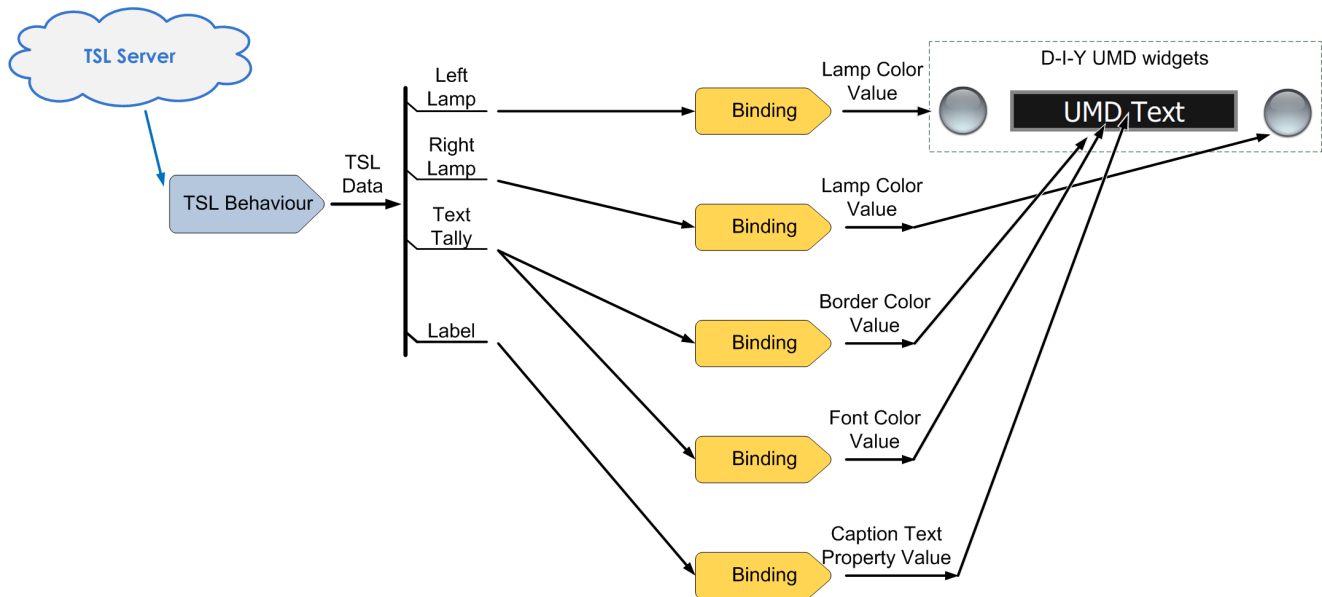 TSL Server
TSL Behaviour
TSL
Data
Left
Lamp
Right
Lamp
Text
Tally
Label
Binding
Binding
Binding
Binding
Binding
Lamp Color
Value
Lamp Color
Value
Border Color
Value
Font Color
Value
Caption Text
Property Value
D-I-Y UMD widgets
UMD Text